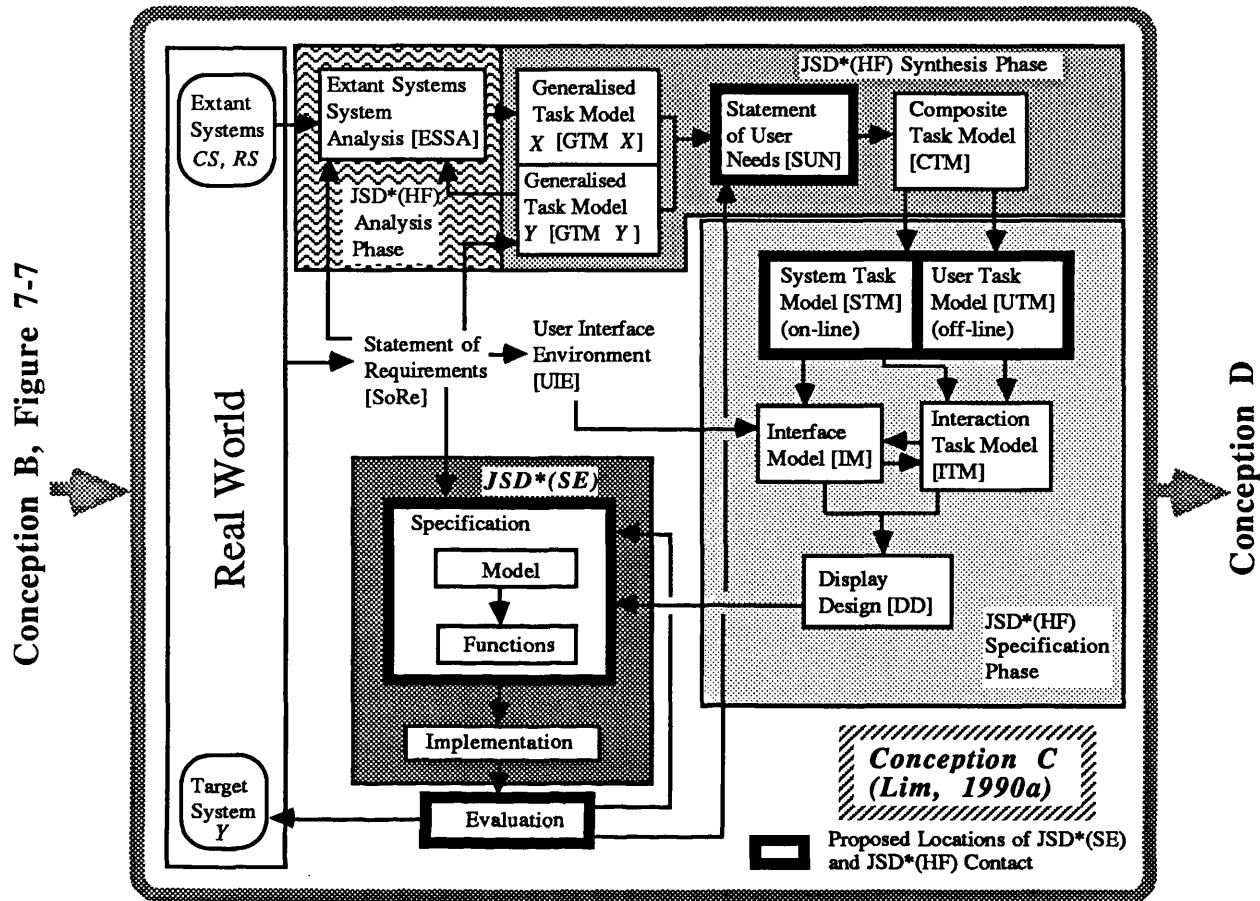 Conception B, Figure 7-7
Real World
Extant
Systems
CS, RS
Extant Systems
System
Analysis [ESSA]
JSD*(HF)
Analysis
Phase
Generalised
Task Model
X [GTM X]
Generalised
Task Model
Y [GTM Y]
JSD*(HF) Synthesis Phase
Statement
of User
Needs [SUN]
Composite
Task Model
[CTM]
System Task
Model [STM]
(on-line)
User Task
Model [UTM]
(off-line)
Statement of
Requirements
[SoRe]
User Interface
Environment
[UIE]
Interface
Model [IM]
Interaction
Task Model
[ITM]
Display
Design [DD]
JSD*(HF)
Specification
Phase
JSD*(SE)
Specification
Model
Functions
Implementation
Evaluation
Target
System
Y
Conception C
(Lim, 1990a)
Proposed Locations of JSD*(SE)
and JSD*(HF) Contact
Conception D